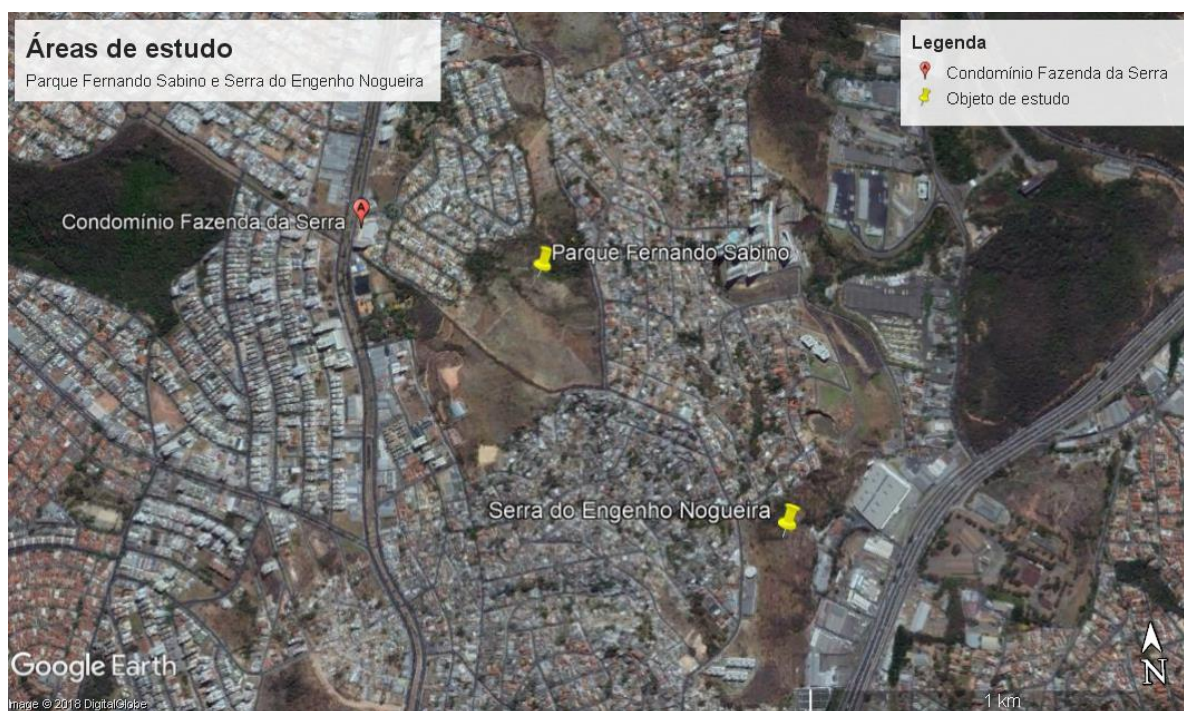 Áreas de estudo
Parque Fernando Sabino e Serra do Engenho Nogueira
Legenda
A Condomínio Fazenda da Serra
Objeto de estudo
A
Condomínio Fazenda da Serra
Parque Fernando Sabino
Serra do Engenho Nogueira
Google Earth
Image © 2018 DigitalGlobe
N
1 km